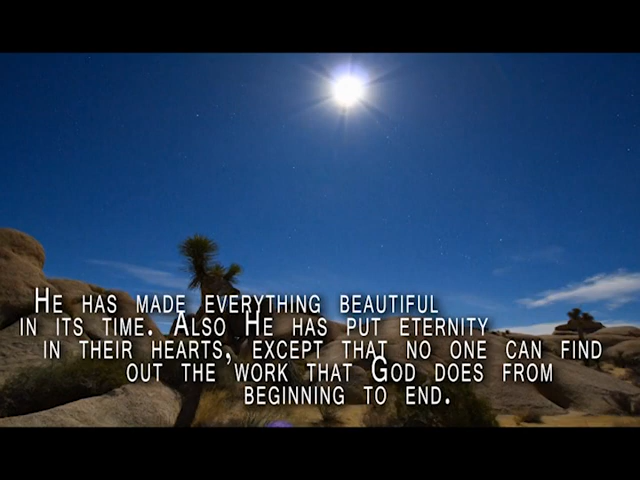 He has made everything beautiful
in its time. Also He has put eternity
in their hearts, except that no one can find
out the work that God does from
beginning to end.